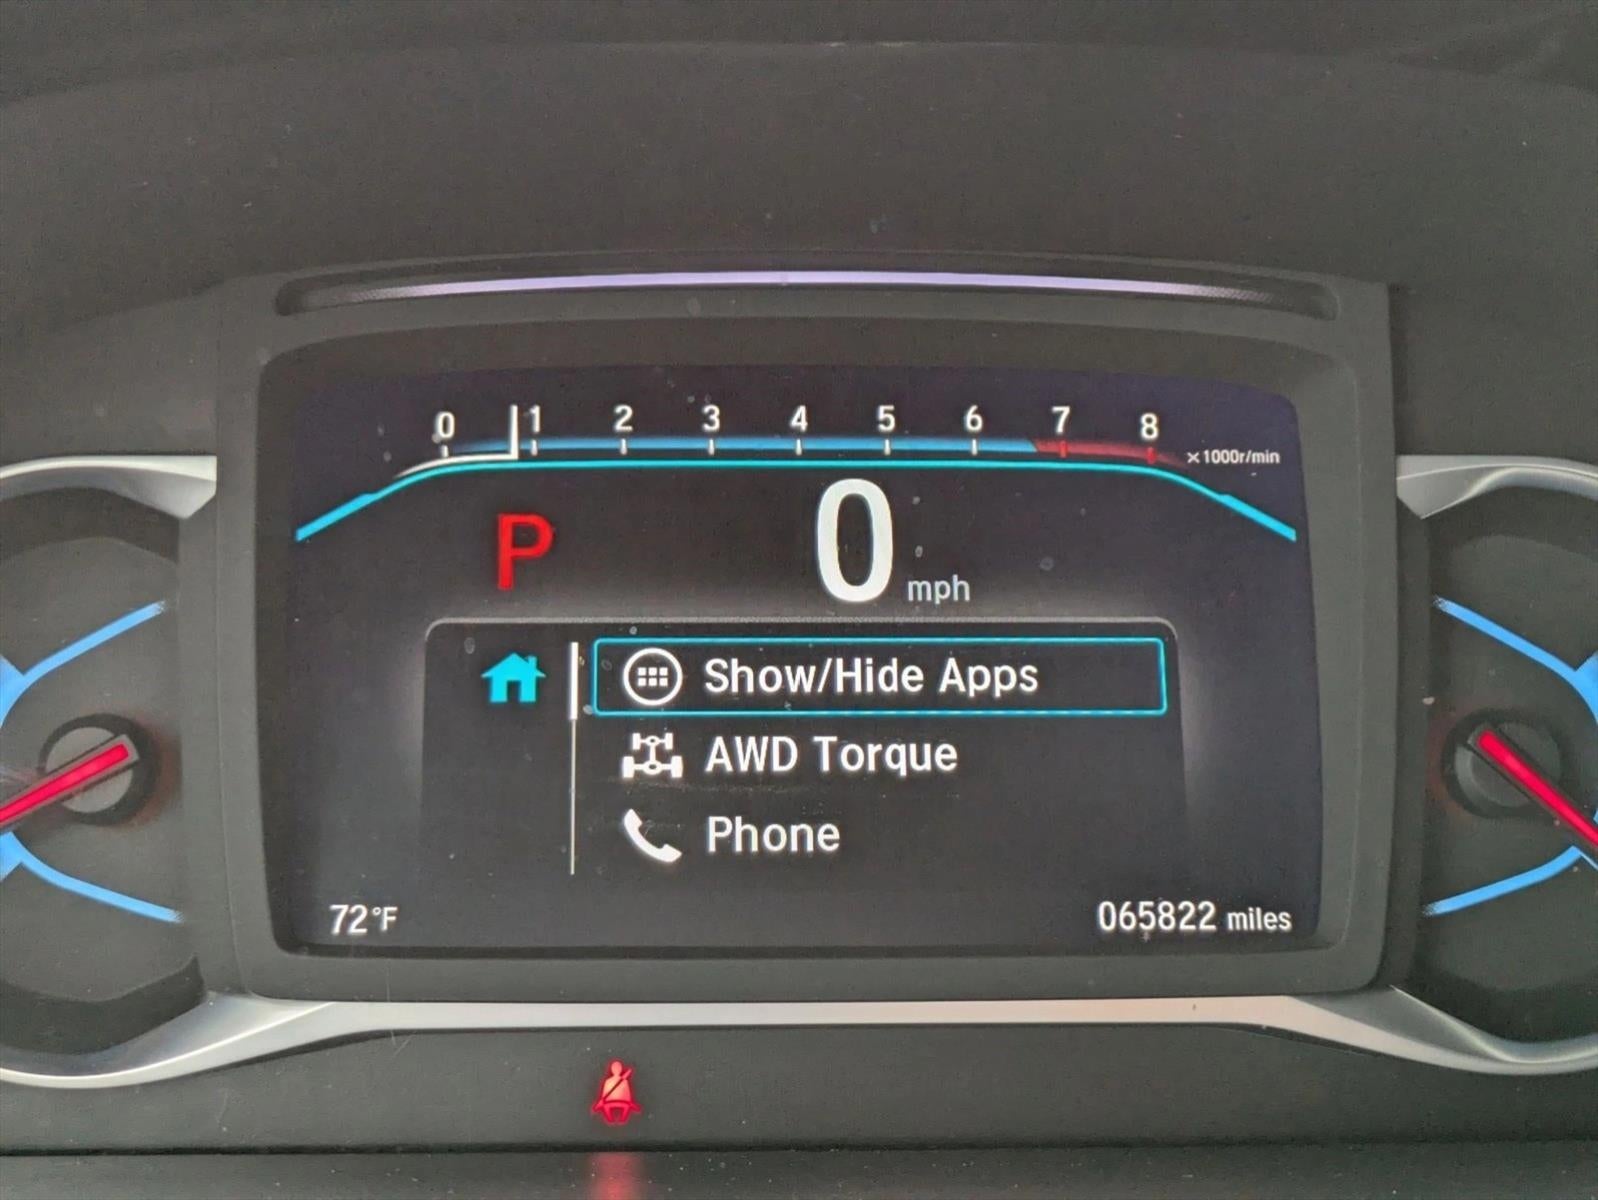 0 1 2 3 4 5 6 7 8 ×1000r/min
P 0 mph
Show/Hide Apps
AWD Torque
Phone
72°F 065822 miles